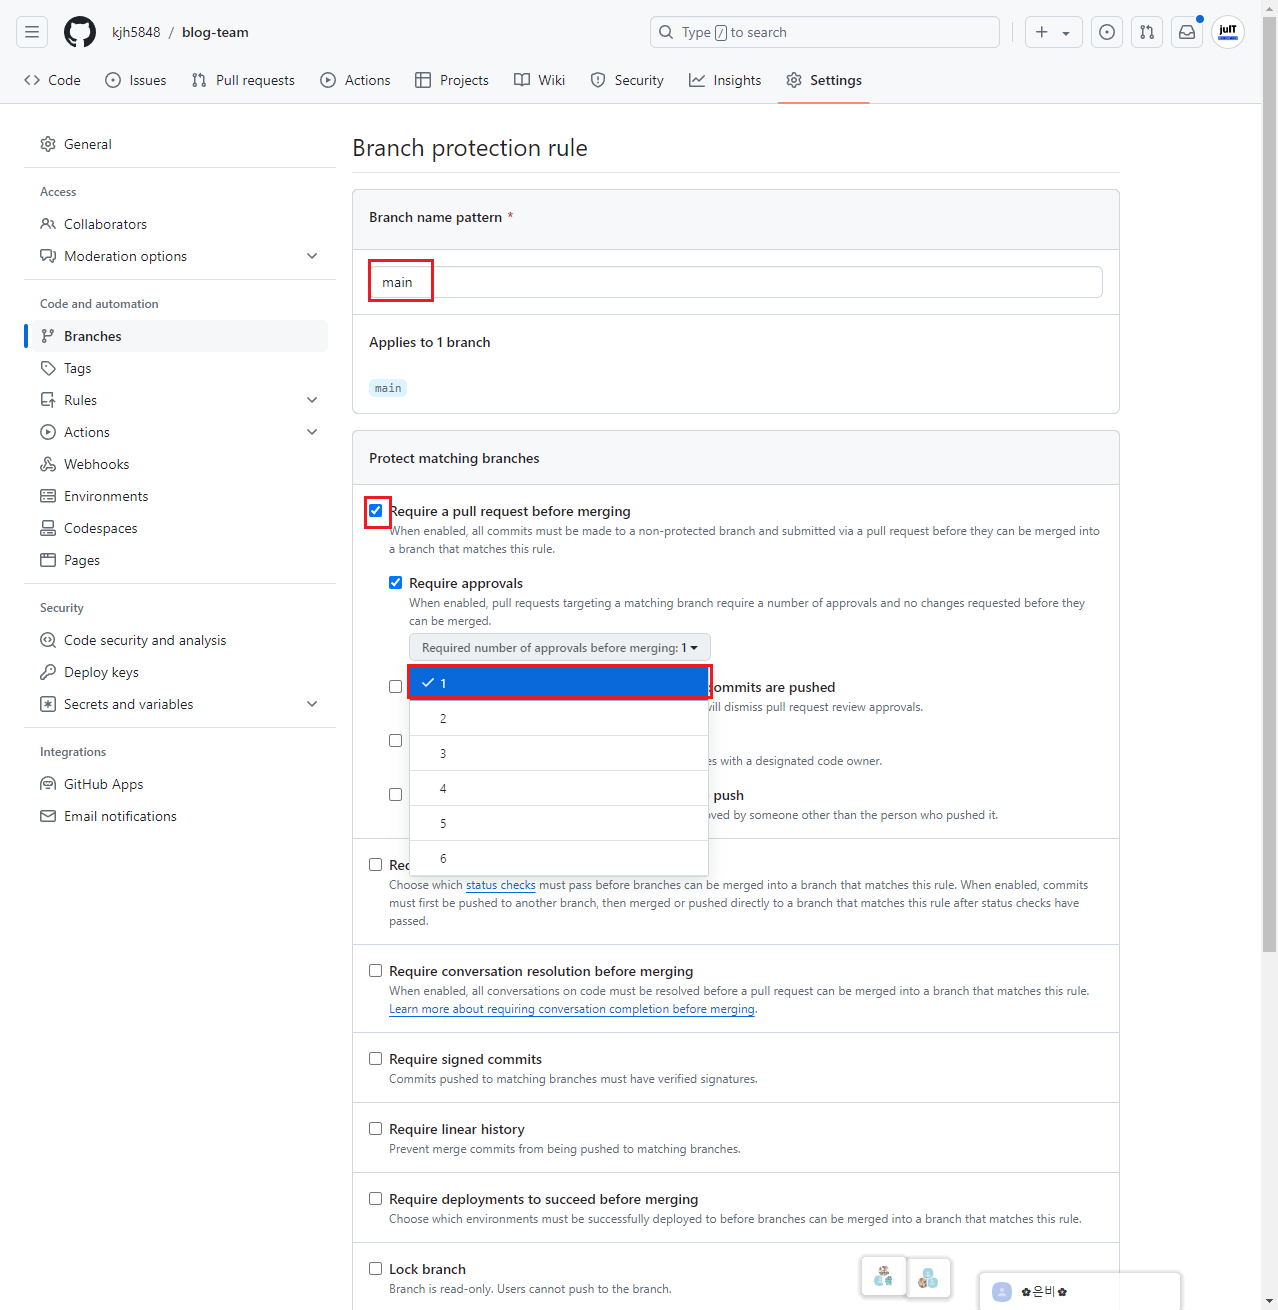 kjh5848 / blog-team
Type / to search
juIT
Code
Issues
Pull requests
Actions
Projects
Wiki
Security
Insights
Settings
General
Access
Collaborators
Moderation options
Code and automation
Branches
Tags
Rules
Actions
Webhooks
Environments
Codespaces
Pages
Security
Code security and analysis
Deploy keys
Secrets and variables
Integrations
GitHub Apps
Email notifications
Branch protection rule
Branch name pattern *
main
Applies to 1 branch
main
Protect matching branches
Require a pull request before merging
When enabled, all commits must be made to a non-protected branch and submitted via a pull request before they can be merged into
a branch that matches this rule.
Require approvals
When enabled, pull requests targeting a matching branch require a number of approvals and no changes requested before they
can be merged.
Required number of approvals before merging: 1
1
commits are pushed
will dismiss pull request review approvals.
2
3
es with a designated code owner.
4
push
oved by someone other than the person who pushed it.
5
6
Rec
Choose which status checks must pass before branches can be merged into a branch that matches this rule. When enabled, commits
must first be pushed to another branch, then merged or pushed directly to a branch that matches this rule after status checks have
passed.
Require conversation resolution before merging
When enabled, all conversations on code must be resolved before a pull request can be merged into a branch that matches this rule.
Learn more about requiring conversation completion before merging.
Require signed commits
Commits pushed to matching branches must have verified signatures.
Require linear history
Prevent merge commits from being pushed to matching branches.
Require deployments to succeed before merging
Choose which environments must be successfully deployed to before branches can be merged into a branch that matches this rule.
Lock branch
Branch is read-only. Users cannot push to the branch.
✿은비✿